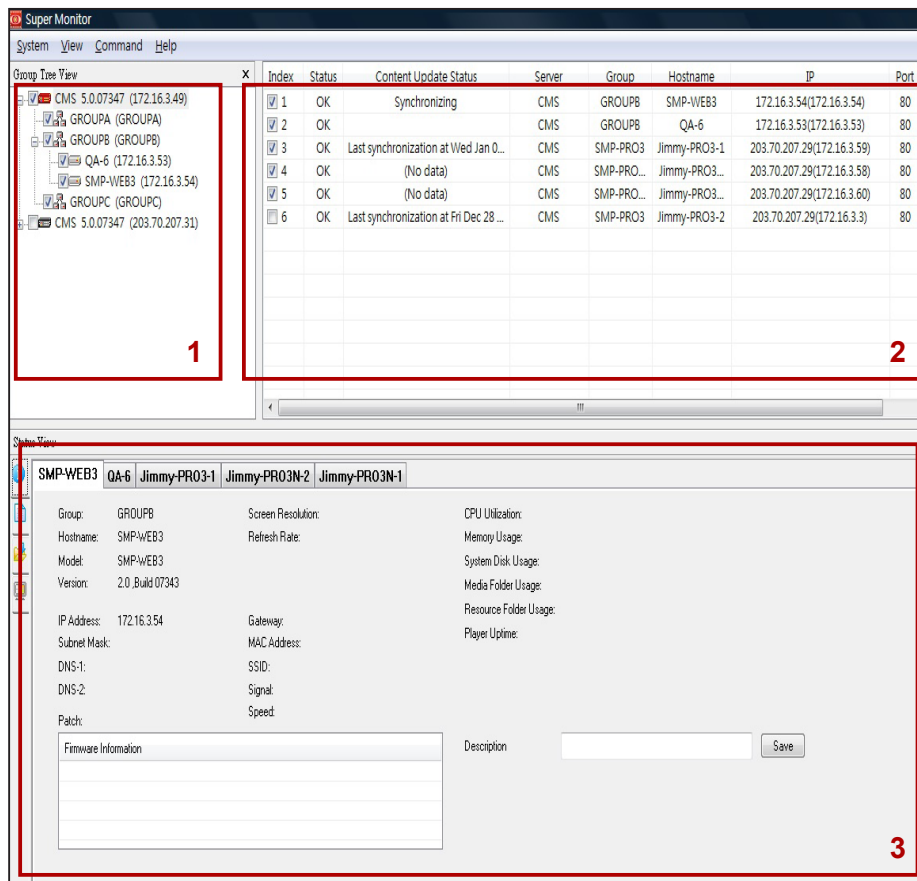 Super Monitor
System View Command Help
Group Tree View x
CMS 5.0.07347 (172.16.3.49)
GROUPA (GROUPA)
GROUPB (GROUPB)
QA-6 (172.16.3.53)
SMP-WEB3 (172.16.3.54)
GROUPC (GROUPC)
CMS 5.0.07347 (203.70.207.31)
1
Index Status Content Update Status Server Group Hostname IP Port
1 OK Synchronizing CMS GROUPB SMP-WEB3 172.16.3.54(172.16.3.54) 80
2 OK CMS GROUPB QA-6 172.16.3.53(172.16.3.53) 80
3 OK Last synchronization at Wed Jan 0... CMS SMP-PRO3 Jimmy-PRO3-1 203.70.207.29(172.16.3.59) 80
4 OK (No data) CMS SMP-PRO... Jimmy-PRO3... 203.70.207.29(172.16.3.58) 80
5 OK (No data) CMS SMP-PRO... Jimmy-PRO3... 203.70.207.29(172.16.3.60) 80
6 OK Last synchronization at Fri Dec 28 ... CMS SMP-PRO3 Jimmy-PRO3-2 203.70.207.29(172.16.3.3) 80
2
Status View
SMP-WEB3 QA-6 Jimmy-PRO3-1 Jimmy-PRO3N-2 Jimmy-PRO3N-1
Group: GROUPB Screen Resolution: CPU Utilization:
Hostname: SMP-WEB3 Refresh Rate: Memory Usage:
Model: SMP-WEB3 System Disk Usage:
Version: 2.0 ,Build 07343 Media Folder Usage:
Resource Folder Usage:
IP Address: 172.16.3.54 Gateway: Player Uptime:
Subnet Mask: MAC Address:
DNS-1: SSID:
DNS-2: Signal:
Patch: Speed:
Firmware Information Description Save
3